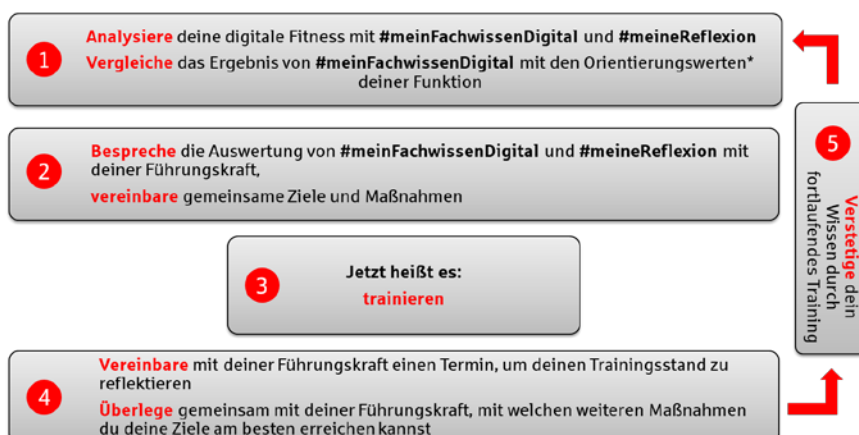 1
Analysiere deine digitale Fitness mit #meinFachwissenDigital und #meineReflexion
Vergleiche das Ergebnis von #meinFachwissenDigital mit den Orientierungswerten*
deiner Funktion
2
Bespreche die Auswertung von #meinFachwissenDigital und #meineReflexion mit
deiner Führungskraft,
vereinbare gemeinsame Ziele und Maßnahmen
3
Jetzt heißt es:
trainieren
4
Vereinbare mit deiner Führungskraft einen Termin, um deinen Trainingsstand zu
reflektieren
Überlege gemeinsam mit deiner Führungskraft, mit welchen weiteren Maßnahmen
du deine Ziele am besten erreichen kannst
5
Verstetige dein
Wissen durch
fortlaufendes Training